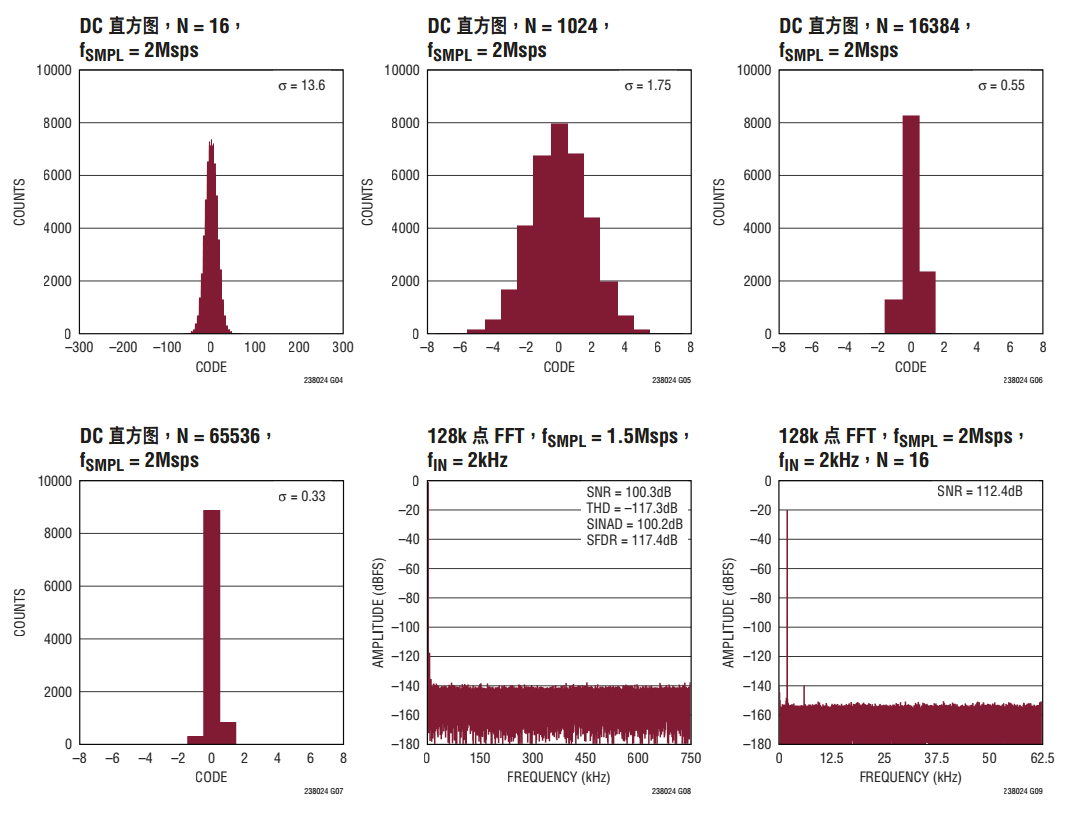 DC 直方图，N = 16，
fSMPL = 2Msps
10000
8000
6000
4000
2000
0
COUNTS
σ = 13.6
–300 –200 –100 0 100 200 300
CODE
238024 G04
DC 直方图，N = 1024，
fSMPL = 2Msps
10000
8000
6000
4000
2000
0
COUNTS
σ = 1.75
–8 –6 –4 –2 0 2 4 6 8
CODE
238024 G05
DC 直方图，N = 16384，
fSMPL = 2Msps
10000
8000
6000
4000
2000
0
COUNTS
σ = 0.55
–8 –6 –4 –2 0 2 4 6 8
CODE
238024 G06
DC 直方图，N = 65536，
fSMPL = 2Msps
10000
8000
6000
4000
2000
0
COUNTS
σ = 0.33
–8 –6 –4 –2 0 2 4 6 8
CODE
238024 G07
128k 点 FFT，fSMPL = 1.5Msps，
fIN = 2kHz
0
–20
–40
–60
–80
–100
–120
–140
–160
–180
AMPLITUDE (dBFS)
SNR = 100.3dB
THD = –117.3dB
SINAD = 100.2dB
SFDR = 117.4dB
0 150 300 450 600 750
FREQUENCY (kHz)
238024 G08
128k 点 FFT，fSMPL = 2Msps，
fIN = 2kHz，N = 16
0
–20
–40
–60
–80
–100
–120
–140
–160
–180
AMPLITUDE (dBFS)
SNR = 112.4dB
0 12.5 25 37.5 50 62.5
FREQUENCY (kHz)
238024 G09